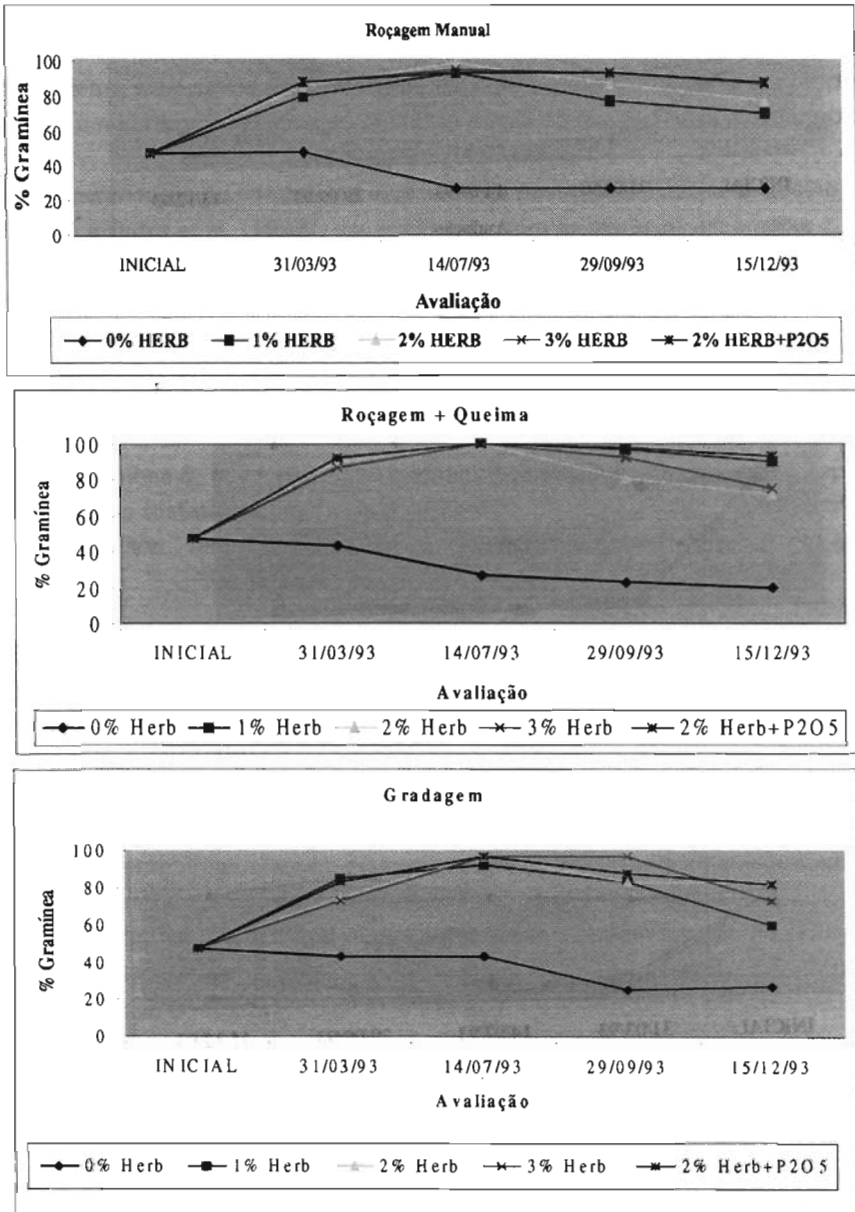 Roçagem Manual
% Gramínea
100
80
60
40
20
0
INICIAL 31/03/93 14/07/93 29/09/93 15/12/93
Avaliação
0% HERB 1% HERB 2% HERB 3% HERB 2% HERB+P2O5
Roçagem + Queima
% Gramínea
100
80
60
40
20
0
INICIAL 31/03/93 14/07/93 29/09/93 15/12/93
Avaliação
0% Herb 1% Herb 2% Herb 3% Herb 2% Herb+P2O5
Gradagem
% Gramínea
100
80
60
40
20
0
INICIAL 31/03/93 14/07/93 29/09/93 15/12/93
Avaliação
0% Herb 1% Herb 2% Herb 3% Herb 2% Herb+P2O5